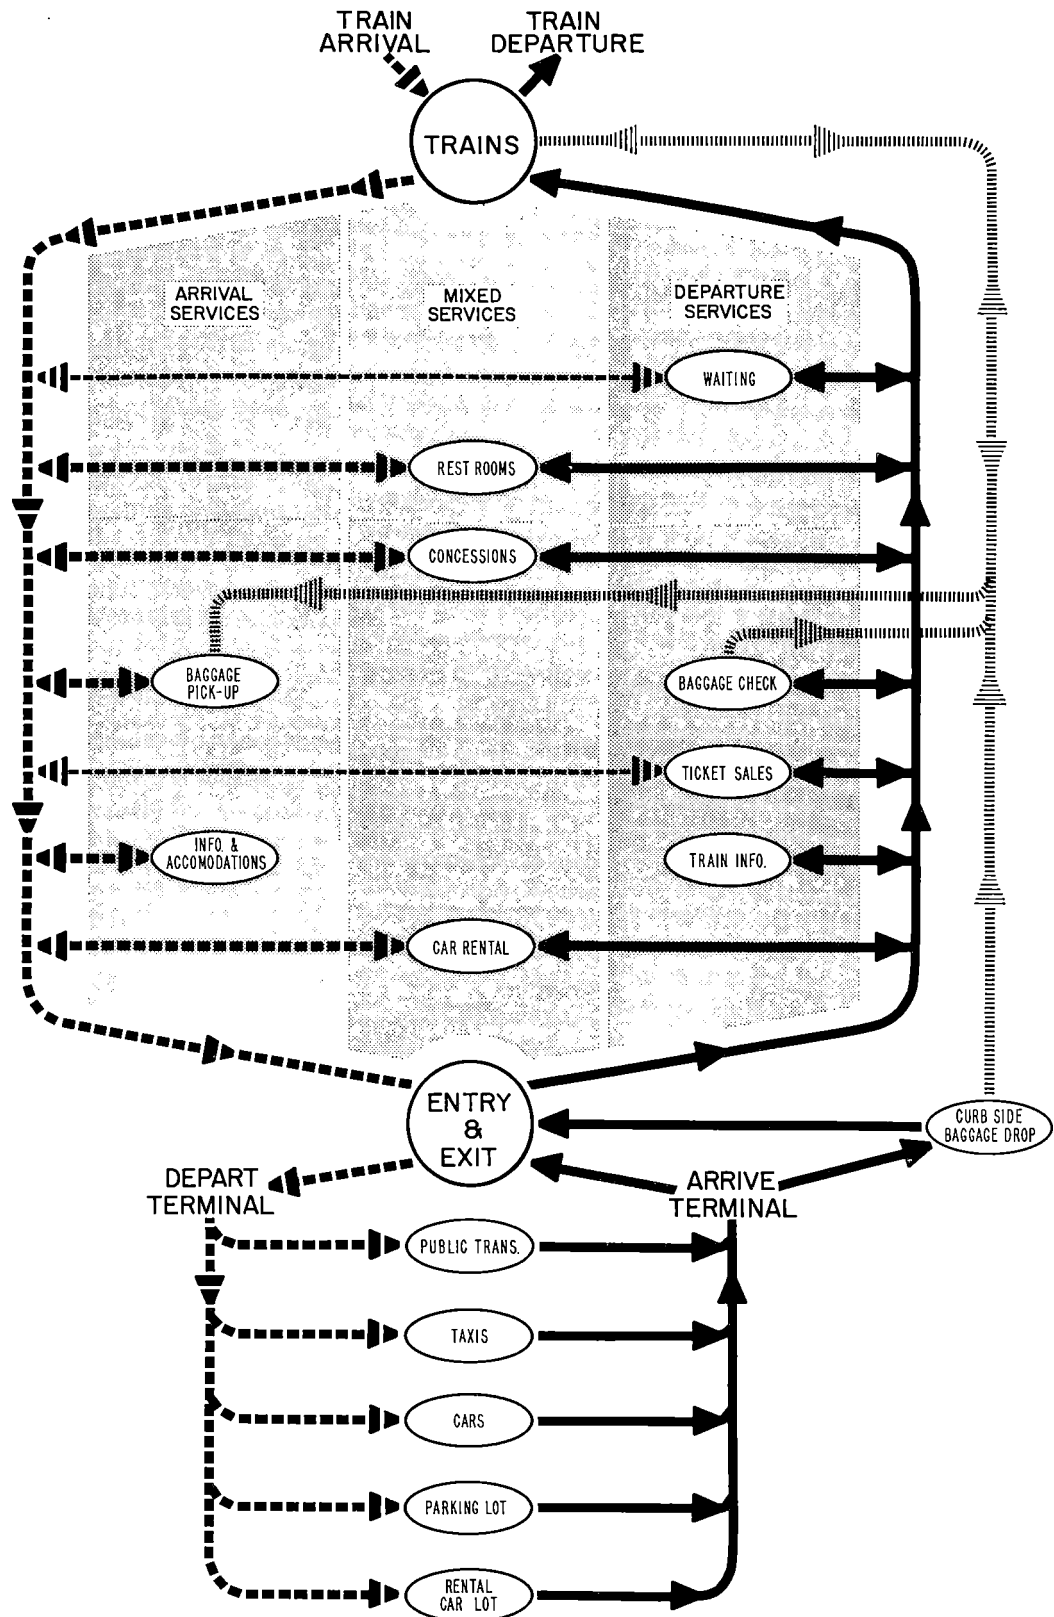 TRAIN
ARRIVAL
TRAIN
DEPARTURE
TRAINS
ARRIVAL
SERVICES
MIXED
SERVICES
DEPARTURE
SERVICES
WAITING
REST ROOMS
CONCESSIONS
BAGGAGE
PICK-UP
BAGGAGE CHECK
TICKET SALES
INFO. &
ACCOMODATIONS
TRAIN INFO.
CAR RENTAL
ENTRY
&
EXIT
CURB SIDE
BAGGAGE DROP
DEPART
TERMINAL
ARRIVE
TERMINAL
PUBLIC TRANS.
TAXIS
CARS
PARKING LOT
RENTAL
CAR LOT